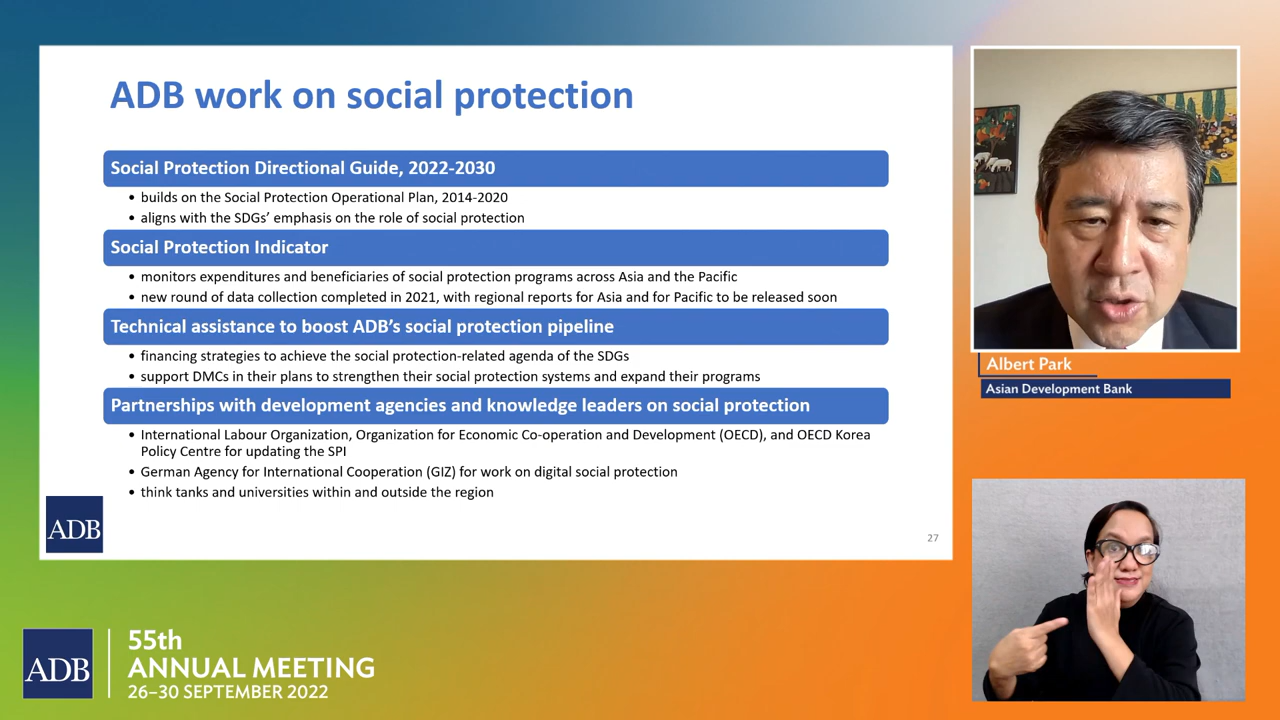 ADB work on social protection
Social Protection Directional Guide, 2022-2030
• builds on the Social Protection Operational Plan, 2014-2020
• aligns with the SDGs' emphasis on the role of social protection
Social Protection Indicator
• monitors expenditures and beneficiaries of social protection programs across Asia and the Pacific
• new round of data collection completed in 2021, with regional reports for Asia and for Pacific to be released soon
Technical assistance to boost ADB's social protection pipeline
• financing strategies to achieve the social protection-related agenda of the SDGs
• support DMCs in their plans to strengthen their social protection systems and expand their programs
Partnerships with development agencies and knowledge leaders on social protection
• International Labour Organization, Organization for Economic Co-operation and Development (OECD), and OECD Korea
Policy Centre for updating the SPI
• German Agency for International Cooperation (GIZ) for work on digital social protection
• think tanks and universities within and outside the region
ADB
27
Albert Park
Asian Development Bank
ADB
55th
ANNUAL MEETING
26–30 SEPTEMBER 2022